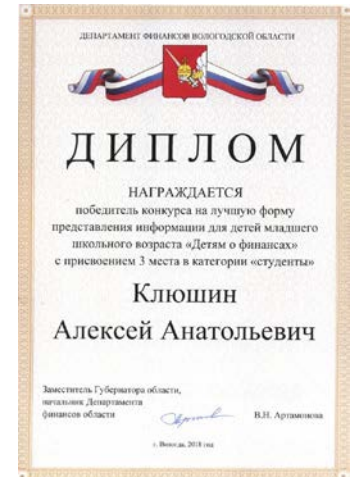 ДЕПАРТАМЕНТ ФИНАНСОВ ВОЛОГОДСКОЙ ОБЛАСТИ
ДИПЛОМ
НАГРАЖДАЕТСЯ
победитель конкурса на лучшую форму
представления информации для детей младшего
школьного возраста «Детям о финансах»
с присвоением 3 места в категории «студенты»
Клюшин
Алексей Анатольевич
Заместитель Губернатора области,
начальник Департамента
финансов области
В.Н. Артамонова
г. Вологда, 2018 год